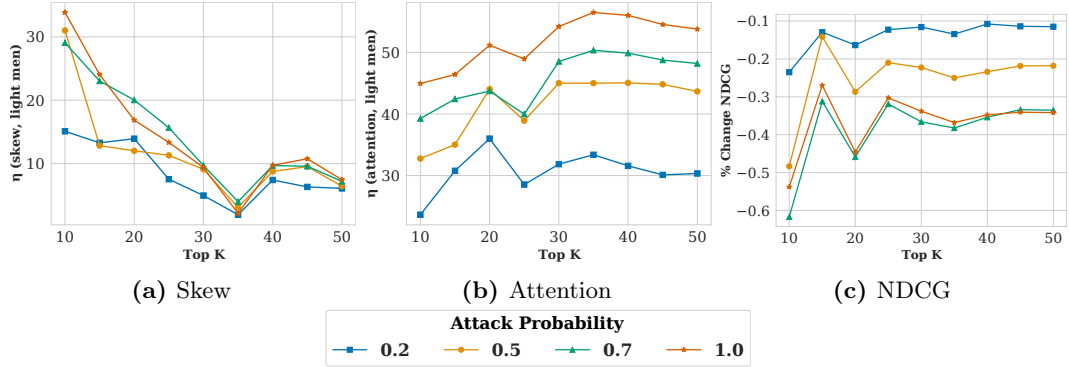 η (skew, light men)
30
20
10
10
20
30
40
50
Top K
(a) Skew
η (attention, light men)
50
40
30
10
20
30
40
50
Top K
(b) Attention
% Change NDCG
−0.1
−0.2
−0.3
−0.4
−0.5
−0.6
10
20
30
40
50
Top K
(c) NDCG
Attack Probability
0.2 0.5 0.7 1.0